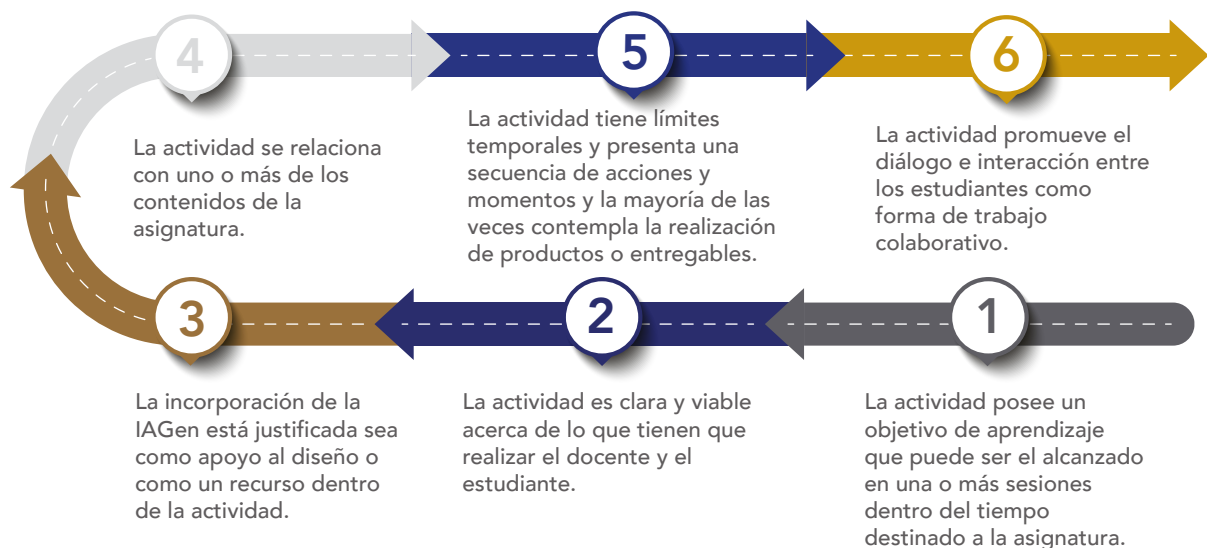 4
La actividad se relaciona
con uno o más de los
contenidos de la
asignatura.
5
La actividad tiene límites
temporales y presenta una
secuencia de acciones y
momentos y la mayoría de las
veces contempla la realización
de productos o entregables.
6
La actividad promueve el
diálogo e interacción entre
los estudiantes como
forma de trabajo
colaborativo.
3
La incorporación de la
IAGen está justificada sea
como apoyo al diseño o
como un recurso dentro
de la actividad.
2
La actividad es clara y viable
acerca de lo que tienen que
realizar el docente y el
estudiante.
1
La actividad posee un
objetivo de aprendizaje
que puede ser el alcanzado
en una o más sesiones
dentro del tiempo
destinado a la asignatura.